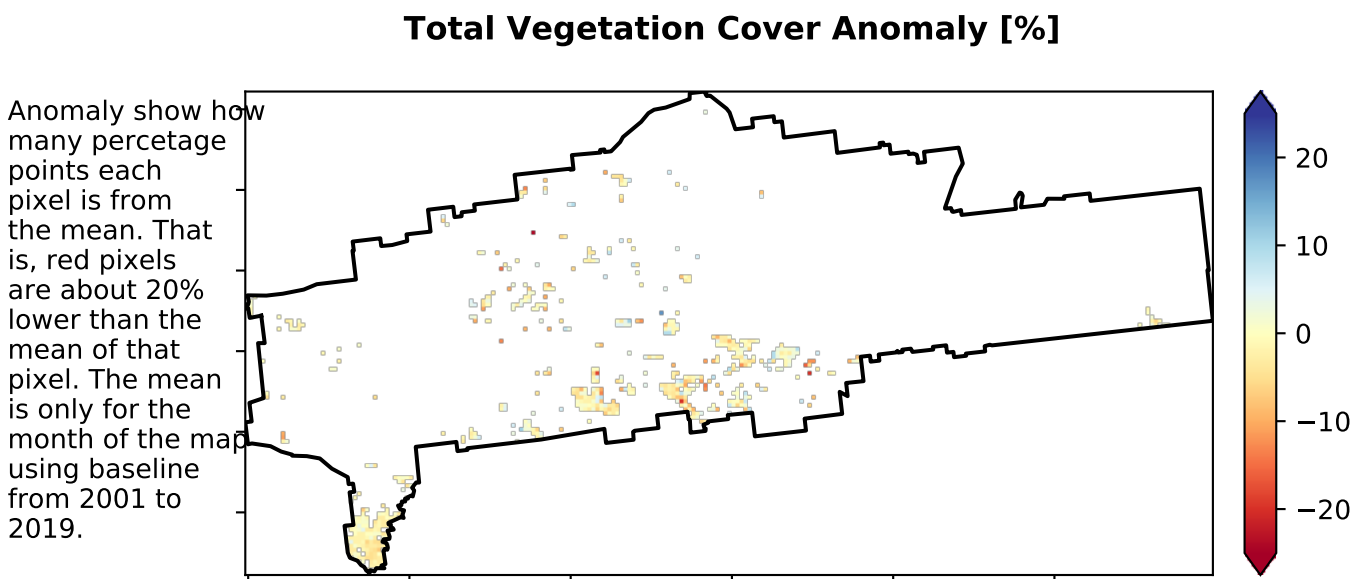 Total Vegetation Cover Anomaly [%]
Anomaly show how
many percetage
points each
pixel is from
the mean. That
is, red pixels
are about 20%
lower than the
mean of that
pixel. The mean
is only for the
month of the map
using baseline
from 2001 to
2019.
20
10
0
−10
−20